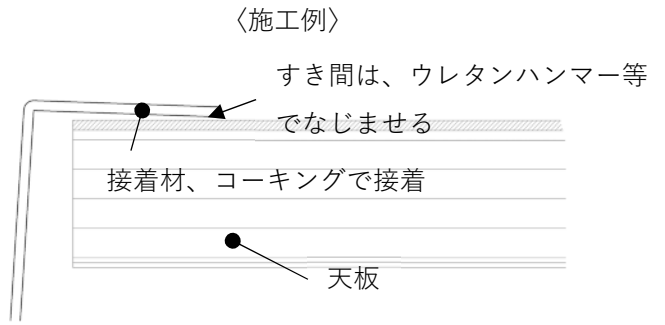 〈施工例〉
すき間は、ウレタンハンマー等
でなじませる
接着材、コーキングで接着
天板